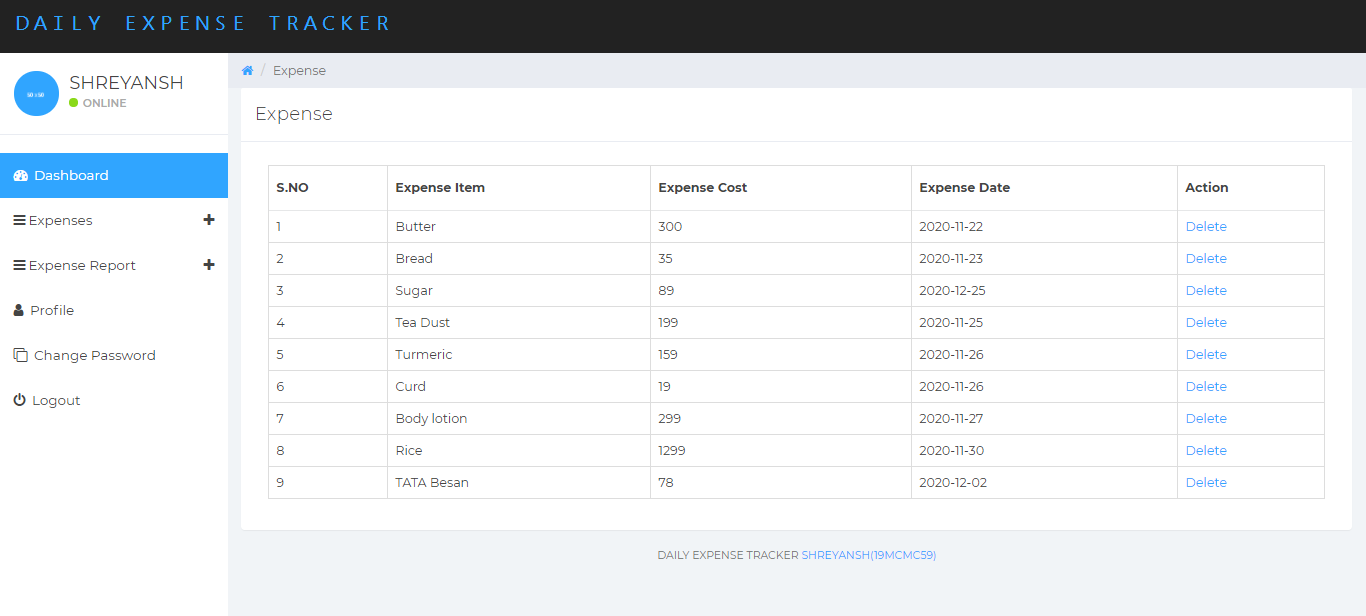 DAILY EXPENSE TRACKER
SHREYANSH
ONLINE
Dashboard
Expenses
Expense Report
Profile
Change Password
Logout
/ Expense
Expense
S.NO Expense Item Expense Cost Expense Date Action
1 Butter 300 2020-11-22 Delete
2 Bread 35 2020-11-23 Delete
3 Sugar 89 2020-12-25 Delete
4 Tea Dust 199 2020-11-25 Delete
5 Turmeric 159 2020-11-26 Delete
6 Curd 19 2020-11-26 Delete
7 Body lotion 299 2020-11-27 Delete
8 Rice 1299 2020-11-30 Delete
9 TATA Besan 78 2020-12-02 Delete
DAILY EXPENSE TRACKER SHREYANSH(19MCMC59)